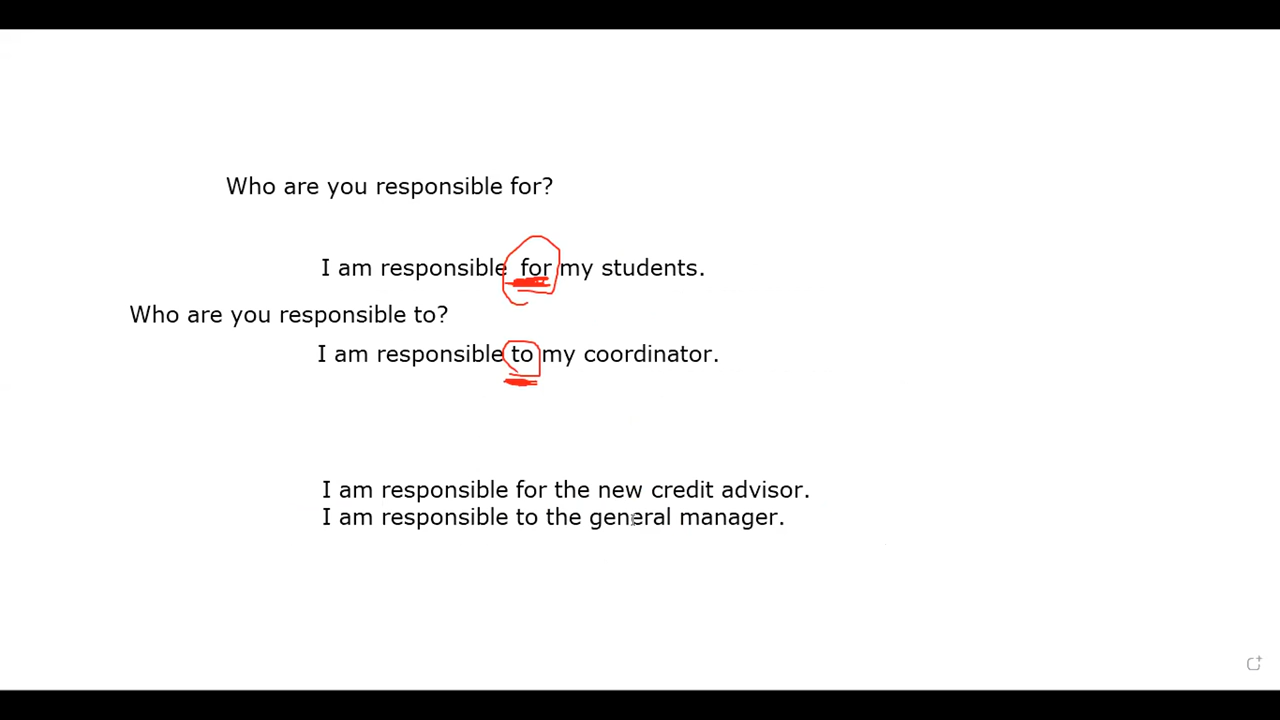 Who are you responsible for?
I am responsible for my students.
Who are you responsible to?
I am responsible to my coordinator.
I am responsible for the new credit advisor.
I am responsible to the general manager.